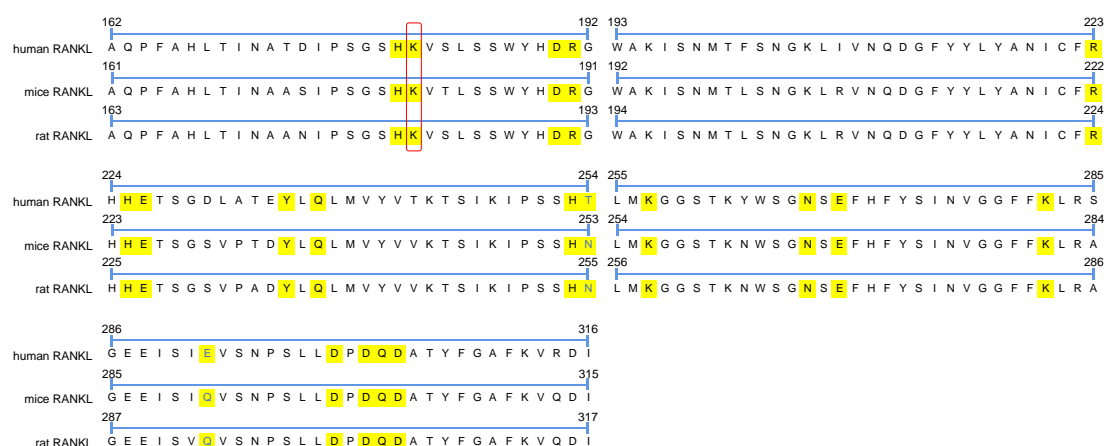 162 192 193 223
human RANKL A Q P F A H L T I N A T D I P S G S H K V S L S S W Y H D R G W A K I S N M T F S N G K L I V N Q D G F Y Y L Y A N I C F R
161 191 192 222
mice RANKL A Q P F A H L T I N A A S I P S G S H K V T L S S W Y H D R G W A K I S N M T L S N G K L R V N Q D G F Y Y L Y A N I C F R
163 193 194 224
rat RANKL A Q P F A H L T I N A A N I P S G S H K V S L S S W Y H D R G W A K I S N M T L S N G K L R V N Q D G F Y Y L Y A N I C F R
224 254 255 285
human RANKL H H E T S G D L A T E Y L Q L M V Y V T K T S I K I P S S H T L M K G G S T K Y W S G N S E F H F Y S I N V G G F F K L R S
223 253 254 284
mice RANKL H H E T S G S V P T D Y L Q L M V Y V V K T S I K I P S S H N L M K G G S T K N W S G N S E F H F Y S I N V G G F F K L R A
225 255 256 286
rat RANKL H H E T S G S V P A D Y L Q L M V Y V V K T S I K I P S S H N L M K G G S T K N W S G N S E F H F Y S I N V G G F F K L R A
286 316
human RANKL G E E I S I E V S N P S L L D P D Q D A T Y F G A F K V R D I
285 315
mice RANKL G E E I S I Q V S N P S L L D P D Q D A T Y F G A F K V Q D I
287 317
rat RANKL G E E I S V Q V S N P S L L D P D Q D A T Y F G A F K V Q D I